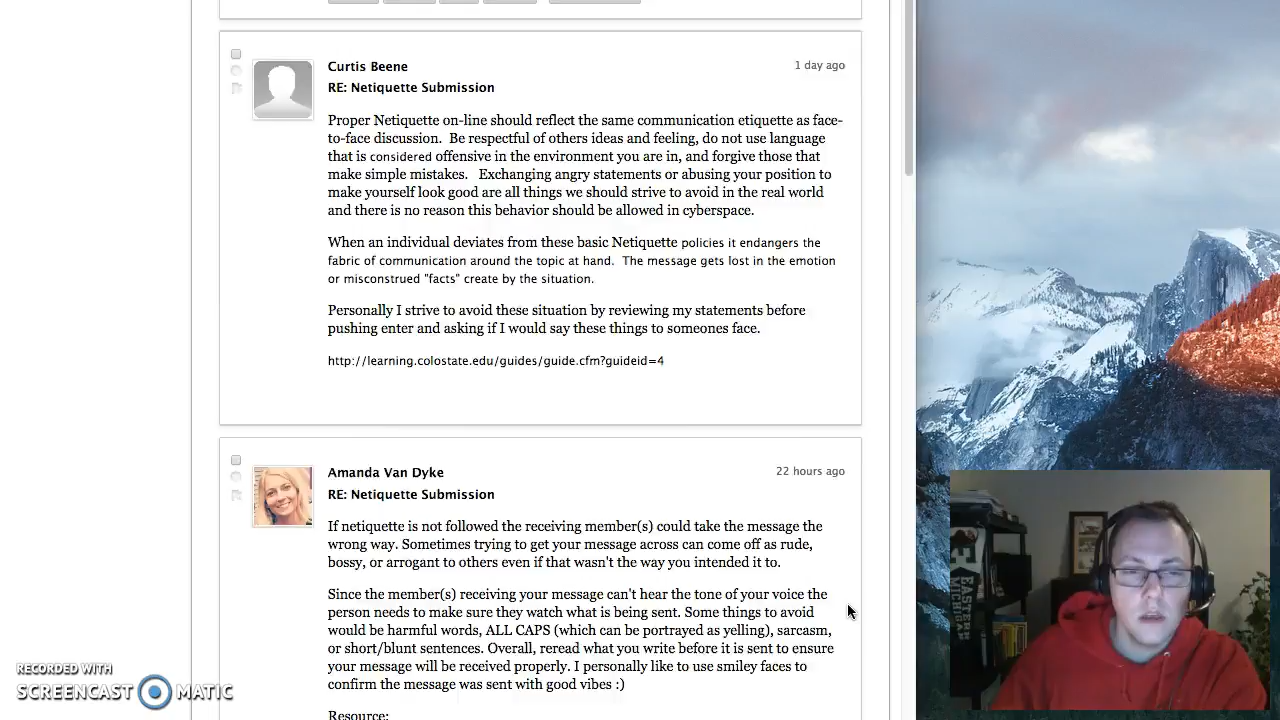 Curtis Beene
1 day ago
RE: Netiquette Submission
Proper Netiquette on-line should reflect the same communication etiquette as face-
to-face discussion.  Be respectful of others ideas and feeling, do not use language
that is considered offensive in the environment you are in, and forgive those that
make simple mistakes.   Exchanging angry statements or abusing your position to
make yourself look good are all things we should strive to avoid in the real world
and there is no reason this behavior should be allowed in cyberspace.
When an individual deviates from these basic Netiquette policies it endangers the
fabric of communication around the topic at hand.  The message gets lost in the emotion
or misconstrued "facts" create by the situation.
Personally I strive to avoid these situation by reviewing my statements before
pushing enter and asking if I would say these things to someones face.
http://learning.colostate.edu/guides/guide.cfm?guideid=4
Amanda Van Dyke
22 hours ago
RE: Netiquette Submission
If netiquette is not followed the receiving member(s) could take the message the
wrong way. Sometimes trying to get your message across can come off as rude,
bossy, or arrogant to others even if that wasn't the way you intended it to.
Since the member(s) receiving your message can't hear the tone of your voice the
person needs to make sure they watch what is being sent. Some things to avoid
would be harmful words, ALL CAPS (which can be portrayed as yelling), sarcasm,
or short/blunt sentences. Overall, reread what you write before it is sent to ensure
your message will be received properly. I personally like to use smiley faces to
confirm the message was sent with good vibes :)
Resource:
EASTERN
MICHIGAN
RECORDED WITH
SCREENCAST MATIC